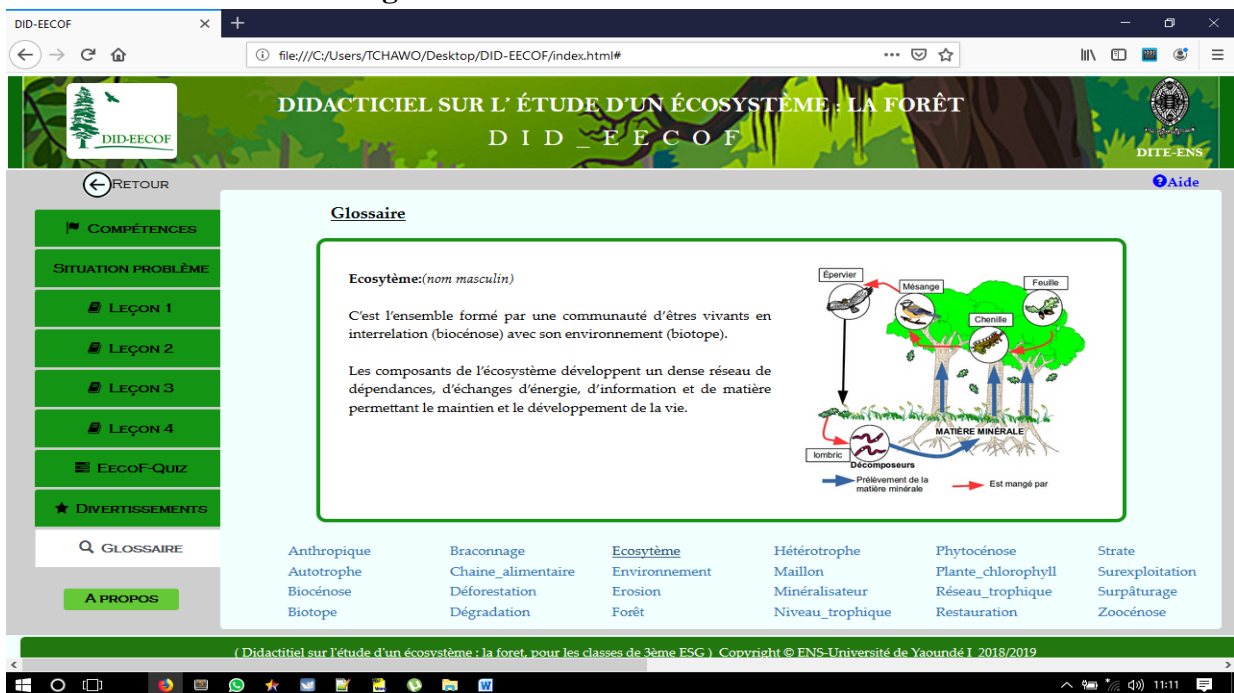 DID-EECOF
file:///C:/Users/TCHAWO/Desktop/DID-EECOF/index.html#
DIDACTICIEL SUR L' ÉTUDE D'UN ÉCOSYSTÈME : LA FORÊT
DID_EECOF
DID-EECOF
DITE-ENS
RETOUR
Aide
COMPÉTENCES
SITUATION PROBLÈME
LEÇON 1
LEÇON 2
LEÇON 3
LEÇON 4
EECOF-QUIZ
DIVERTISSEMENTS
GLOSSAIRE
A PROPOS
Glossaire
Ecosytème:(nom masculin)
C'est l'ensemble formé par une communauté d'êtres vivants en
interrelation (biocénose) avec son environnement (biotope).
Les composants de l'écosystème développent un dense réseau de
dépendances, d'échanges d'énergie, d'information et de matière
permettant le maintien et le développement de la vie.
Épervier
Mésange
Feuille
Chenille
MATIÈRE MINÉRALE
lombric
Décomposeurs
Prélèvement de la
matière minérale
Est mangé par
Anthropique Braconnage Ecosytème Hétérotrophe Phytocénose Strate
Autotrophe Chaine_alimentaire Environnement Maillon Plante_chlorophyll Surexploitation
Biocénose Déforestation Erosion Minéralisateur Réseau_trophique Surpâturage
Biotope Dégradation Forêt Niveau_trophique Restauration Zoocénose
( Didactitiel sur l'étude d'un écosystème : la foret, pour les classes de 3ème ESG ) Copyright © ENS-Université de Yaoundé I 2018/2019
11:11